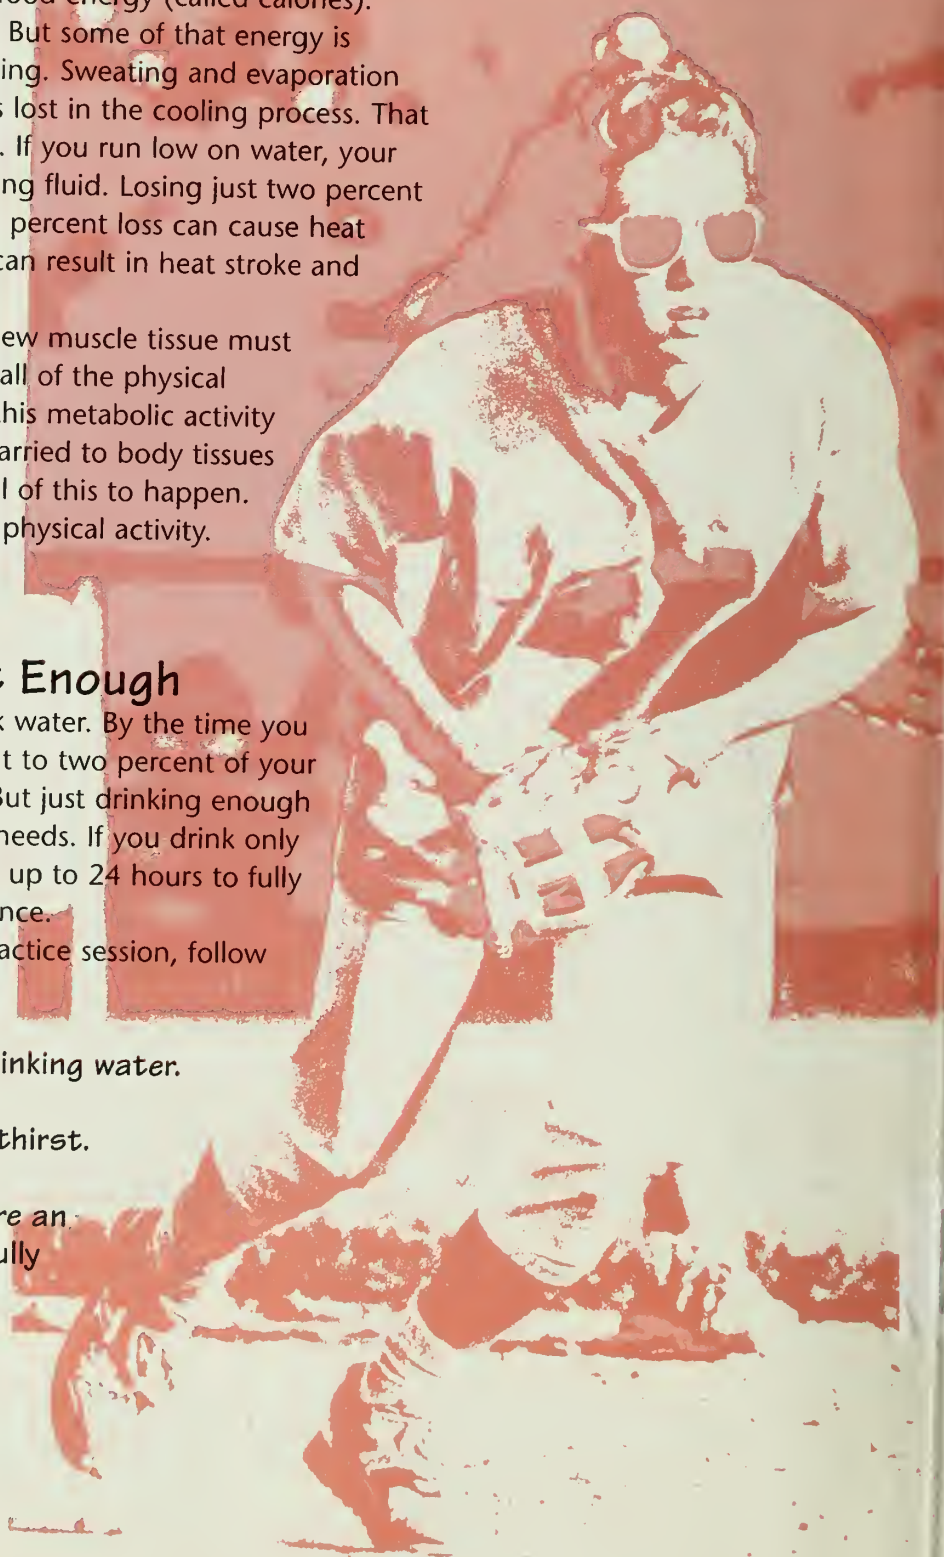 food energy (called calories).
But some of that energy is
ing. Sweating and evaporation
s lost in the cooling process. That
. If you run low on water, your
ng fluid. Losing just two percent
percent loss can cause heat
can result in heat stroke and
ew muscle tissue must
all of the physical
his metabolic activity
arried to body tissues
l of this to happen.
physical activity.
t Enough
k water. By the time you
t to two percent of your
But just drinking enough
needs. If you drink only
up to 24 hours to fully
nce.
actice session, follow
inking water.
thirst.
re an
ully